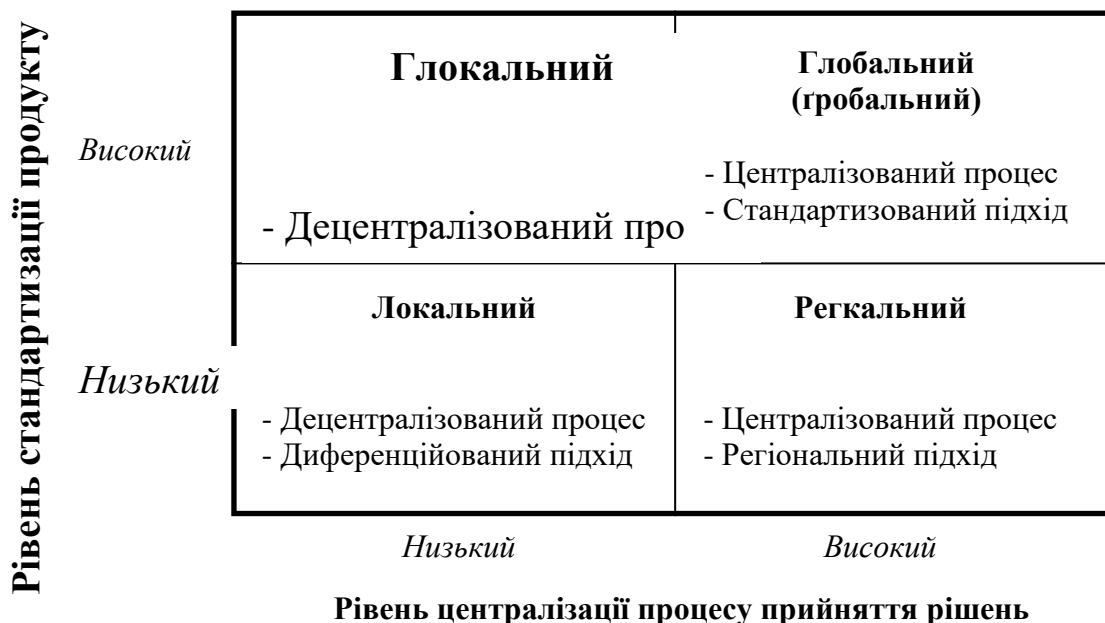 Рівень стандартизації продукту
Високий
Глокальний
- Децентралізований про
Глобальний
(ґробальний)
- Централізований процес
- Стандартизований підхід
Низький
Локальний
- Децентралізований процес
- Диференційований підхід
Регкальний
- Централізований процес
- Регіональний підхід
Низький
Високий
Рівень централізації процесу прийняття рішень